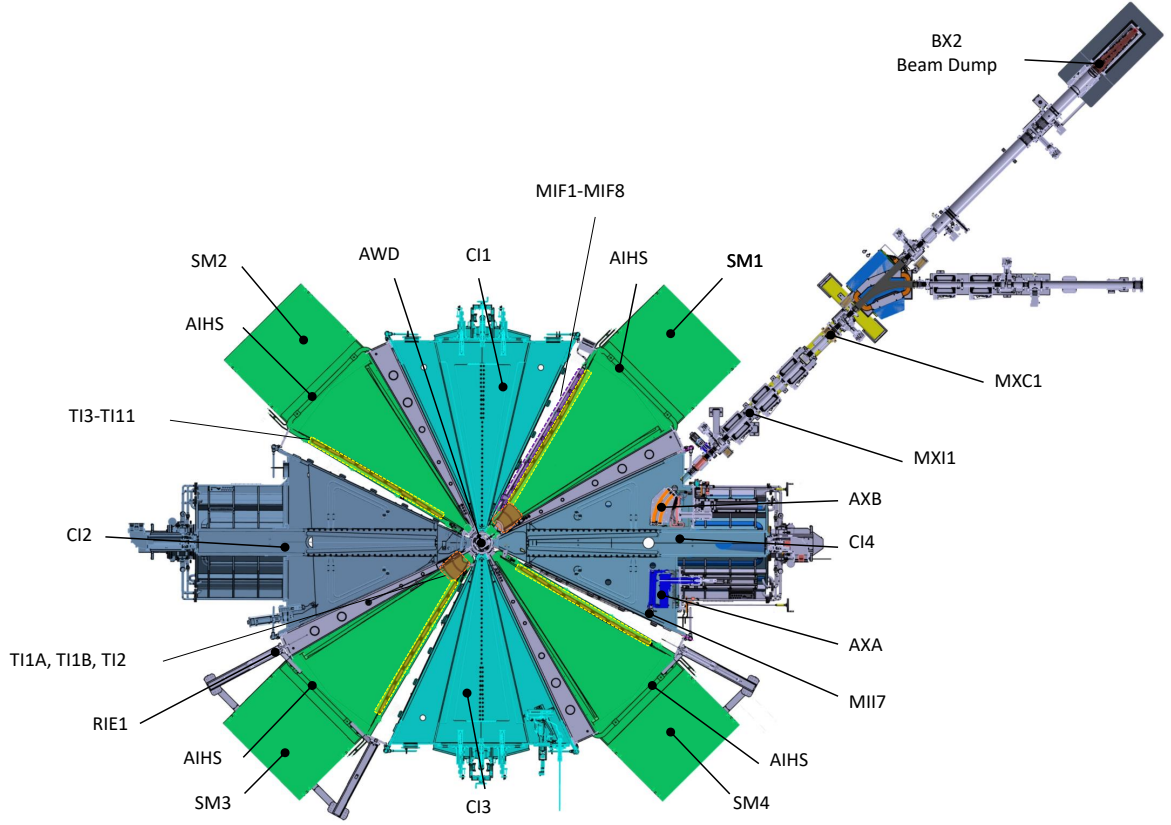 BX2
Beam Dump
MIF1-MIF8
SM2
AWD
CI1
AIHS
SM1
AIHS
MXC1
TI3-TI11
MXI1
AXB
CI2
CI4
AXA
TI1A, TI1B, TI2
MII7
RIE1
AIHS
AIHS
SM3
CI3
SM4